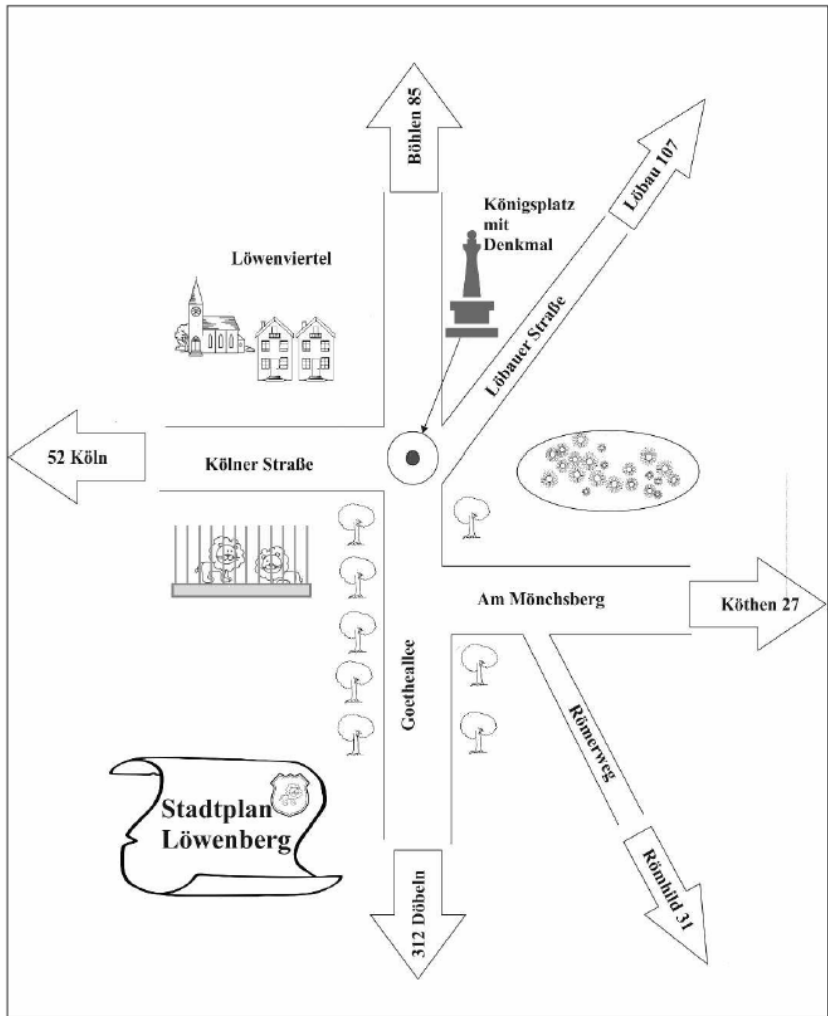 Böhlen 85
Löbau 107
Königsplatz
mit
Denkmal
Löwenviertel
Löbauer Straße
52 Köln
Kölner Straße
Am Mönchsberg
Köthen 27
Goetheallee
Römerweg
Stadtplan
Löwenberg
312 Döbeln
Römhild 31